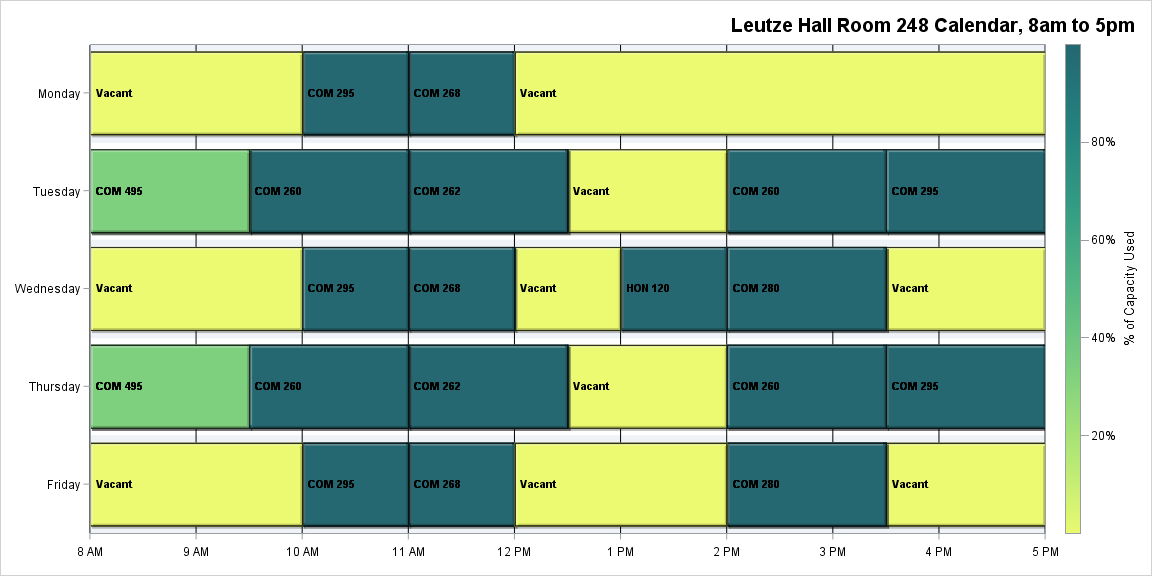 Leutze Hall Room 248 Calendar, 8am to 5pm
Monday Vacant COM 295 COM 268 Vacant
80%
Tuesday COM 495 COM 260 COM 262 Vacant COM 260 COM 295
60%
% of Capacity Used
Wednesday Vacant COM 295 COM 268 Vacant HON 120 COM 280 Vacant
40%
Thursday COM 495 COM 260 COM 262 Vacant COM 260 COM 295
20%
Friday Vacant COM 295 COM 268 Vacant COM 280 Vacant
8 AM 9 AM 10 AM 11 AM 12 PM 1 PM 2 PM 3 PM 4 PM 5 PM